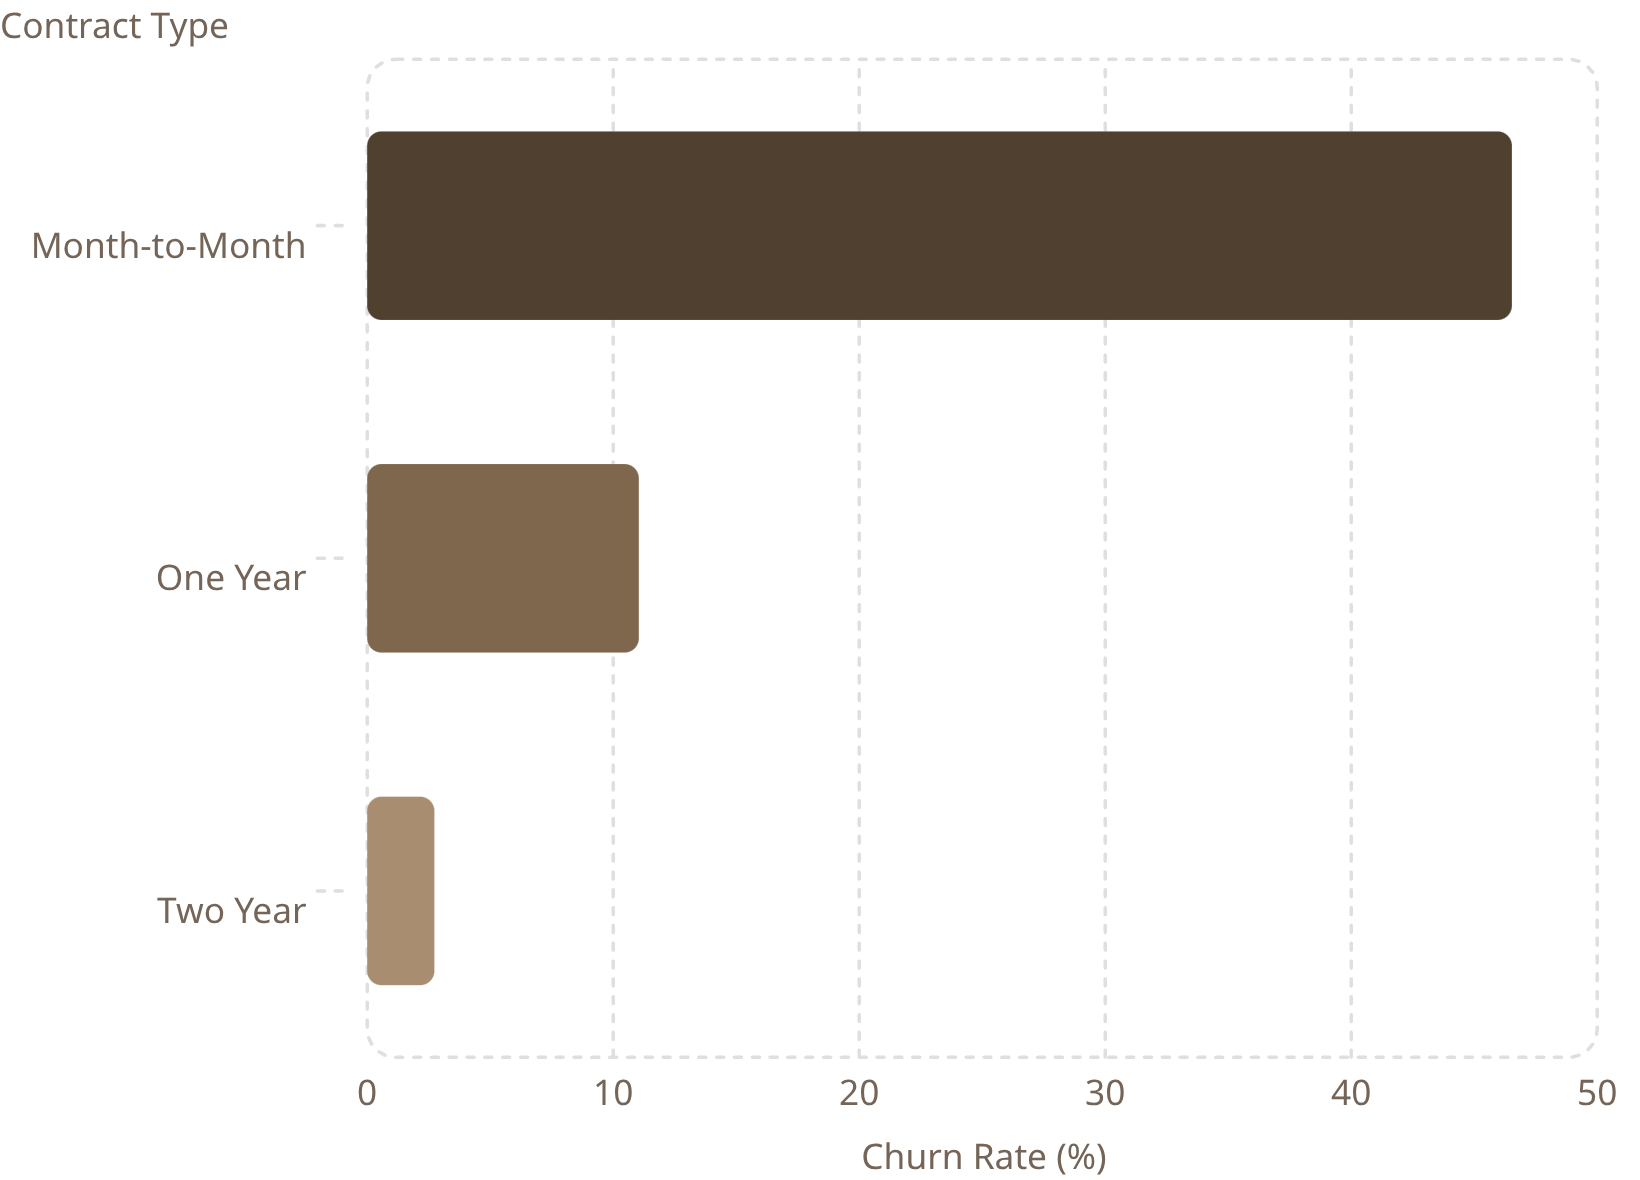 Contract Type
Month-to-Month
One Year
Two Year
0 10 20 30 40 50
Churn Rate (%)